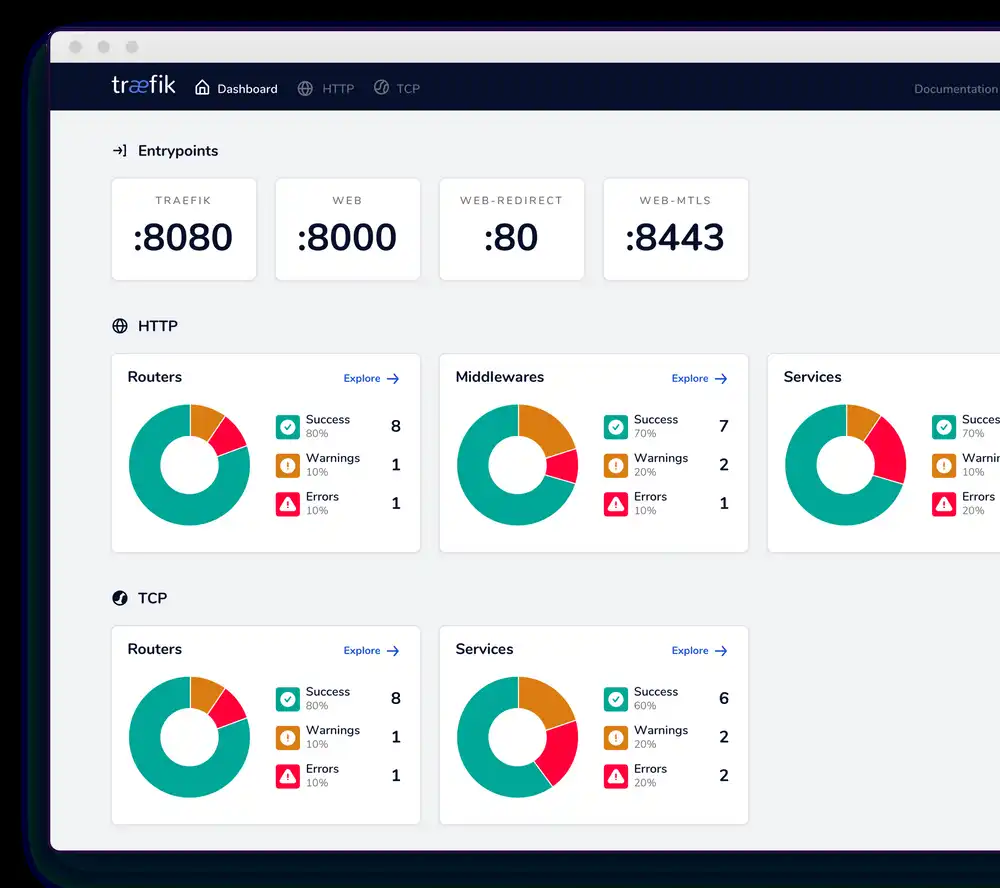 træfik Dashboard HTTP TCP Documentation
Entrypoints
TRAEFIK WEB WEB-REDIRECT WEB-MTLS
:8080 :8000 :80 :8443
HTTP
Routers Explore Middlewares Explore Services
Success 8 Success 7 Succes
80% 70% 70%
Warnings 1 Warnings 2 Warnin
10% 20% 10%
Errors 1 Errors 1 Errors
10% 10% 20%
TCP
Routers Explore Services Explore
Success 8 Success 6
80% 60%
Warnings 1 Warnings 2
10% 20%
Errors 1 Errors 2
10% 20%